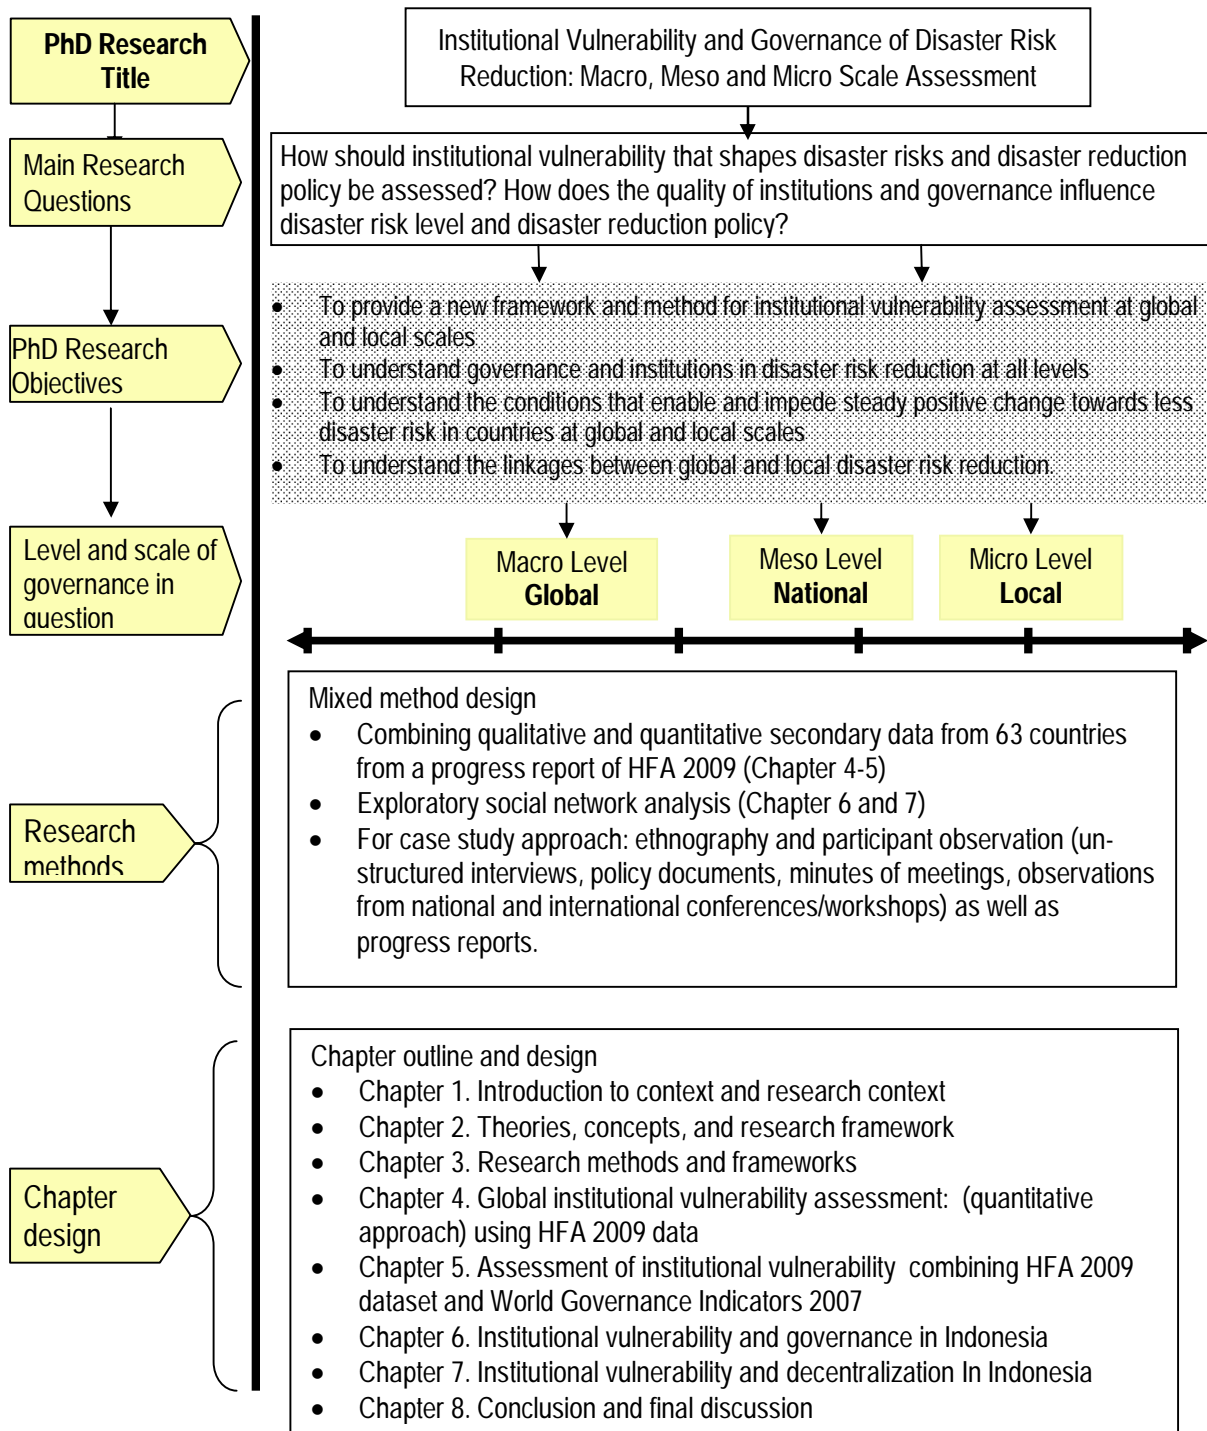 PhD Research
Title
Institutional Vulnerability and Governance of Disaster Risk
Reduction: Macro, Meso and Micro Scale Assessment
Main Research
Questions
How should institutional vulnerability that shapes disaster risks and disaster reduction
policy be assessed? How does the quality of institutions and governance influence
disaster risk level and disaster reduction policy?
PhD Research
Objectives
• To provide a new framework and method for institutional vulnerability assessment at global
and local scales
• To understand governance and institutions in disaster risk reduction at all levels
• To understand the conditions that enable and impede steady positive change towards less
disaster risk in countries at global and local scales
• To understand the linkages between global and local disaster risk reduction.
Level and scale of
governance in
question
Macro Level
Global
Meso Level
National
Micro Level
Local
Research
methods
Mixed method design
• Combining qualitative and quantitative secondary data from 63 countries
from a progress report of HFA 2009 (Chapter 4-5)
• Exploratory social network analysis (Chapter 6 and 7)
• For case study approach: ethnography and participant observation (un-
structured interviews, policy documents, minutes of meetings, observations
from national and international conferences/workshops) as well as
progress reports.
Chapter
design
Chapter outline and design
• Chapter 1. Introduction to context and research context
• Chapter 2. Theories, concepts, and research framework
• Chapter 3. Research methods and frameworks
• Chapter 4. Global institutional vulnerability assessment: (quantitative
approach) using HFA 2009 data
• Chapter 5. Assessment of institutional vulnerability combining HFA 2009
dataset and World Governance Indicators 2007
• Chapter 6. Institutional vulnerability and governance in Indonesia
• Chapter 7. Institutional vulnerability and decentralization In Indonesia
• Chapter 8. Conclusion and final discussion